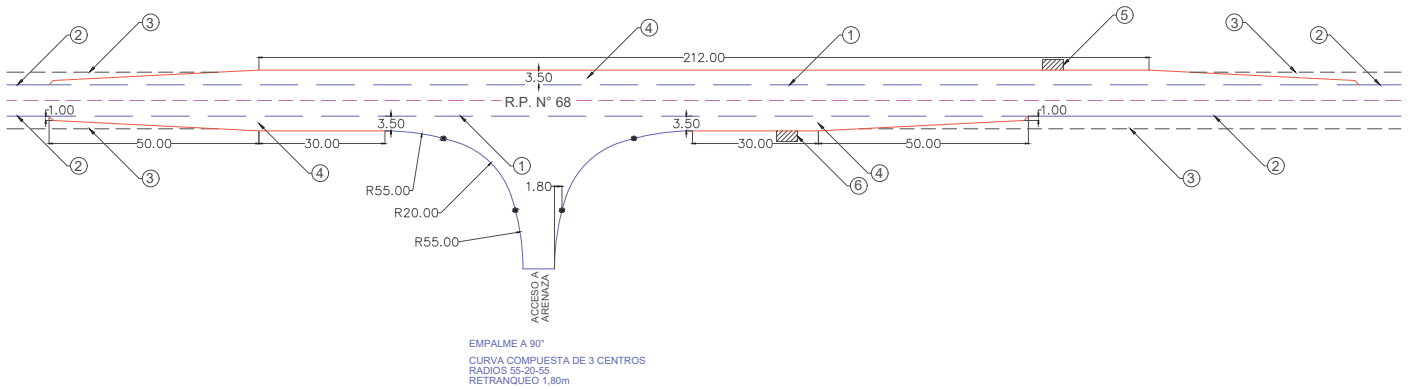 5
3
3
4
1
2
2
212.00
3.50
R.P. N° 68
1.00
1.00
3.50
3.50
50.00
30.00
30.00
50.00
2
3
4
1
6
4
3
2
1.80
R55.00
R20.00
R55.00
ACCESO A
ARENAZA
EMPALME A 90°
CURVA COMPUESTA DE 3 CENTROS
RADIOS 55-20-55
RETRANQUEO 1,80m